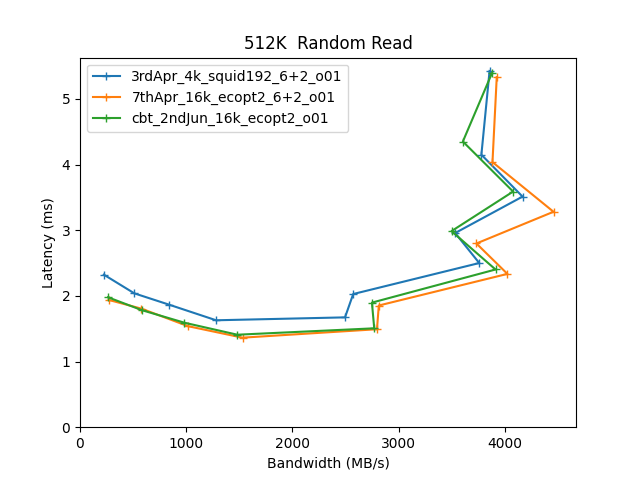 512K  Random Read
3rdApr_4k_squid192_6+2_o01
7thApr_16k_ecopt2_6+2_o01
cbt_2ndJun_16k_ecopt2_o01
Latency (ms)
5
4
3
2
1
0
0 1000 2000 3000 4000
Bandwidth (MB/s)